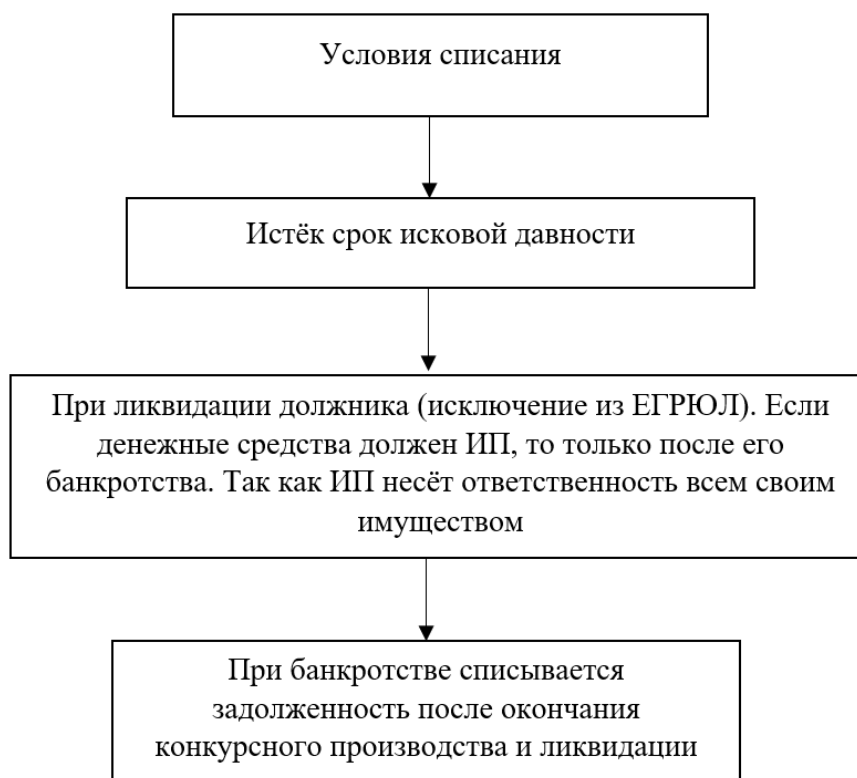 Условия списания
Истёк срок исковой давности
При ликвидации должника (исключение из ЕГРЮЛ). Если
денежные средства должен ИП, то только после его
банкротства. Так как ИП несёт ответственность всем своим
имуществом
При банкротстве списывается
задолженность после окончания
конкурсного производства и ликвидации